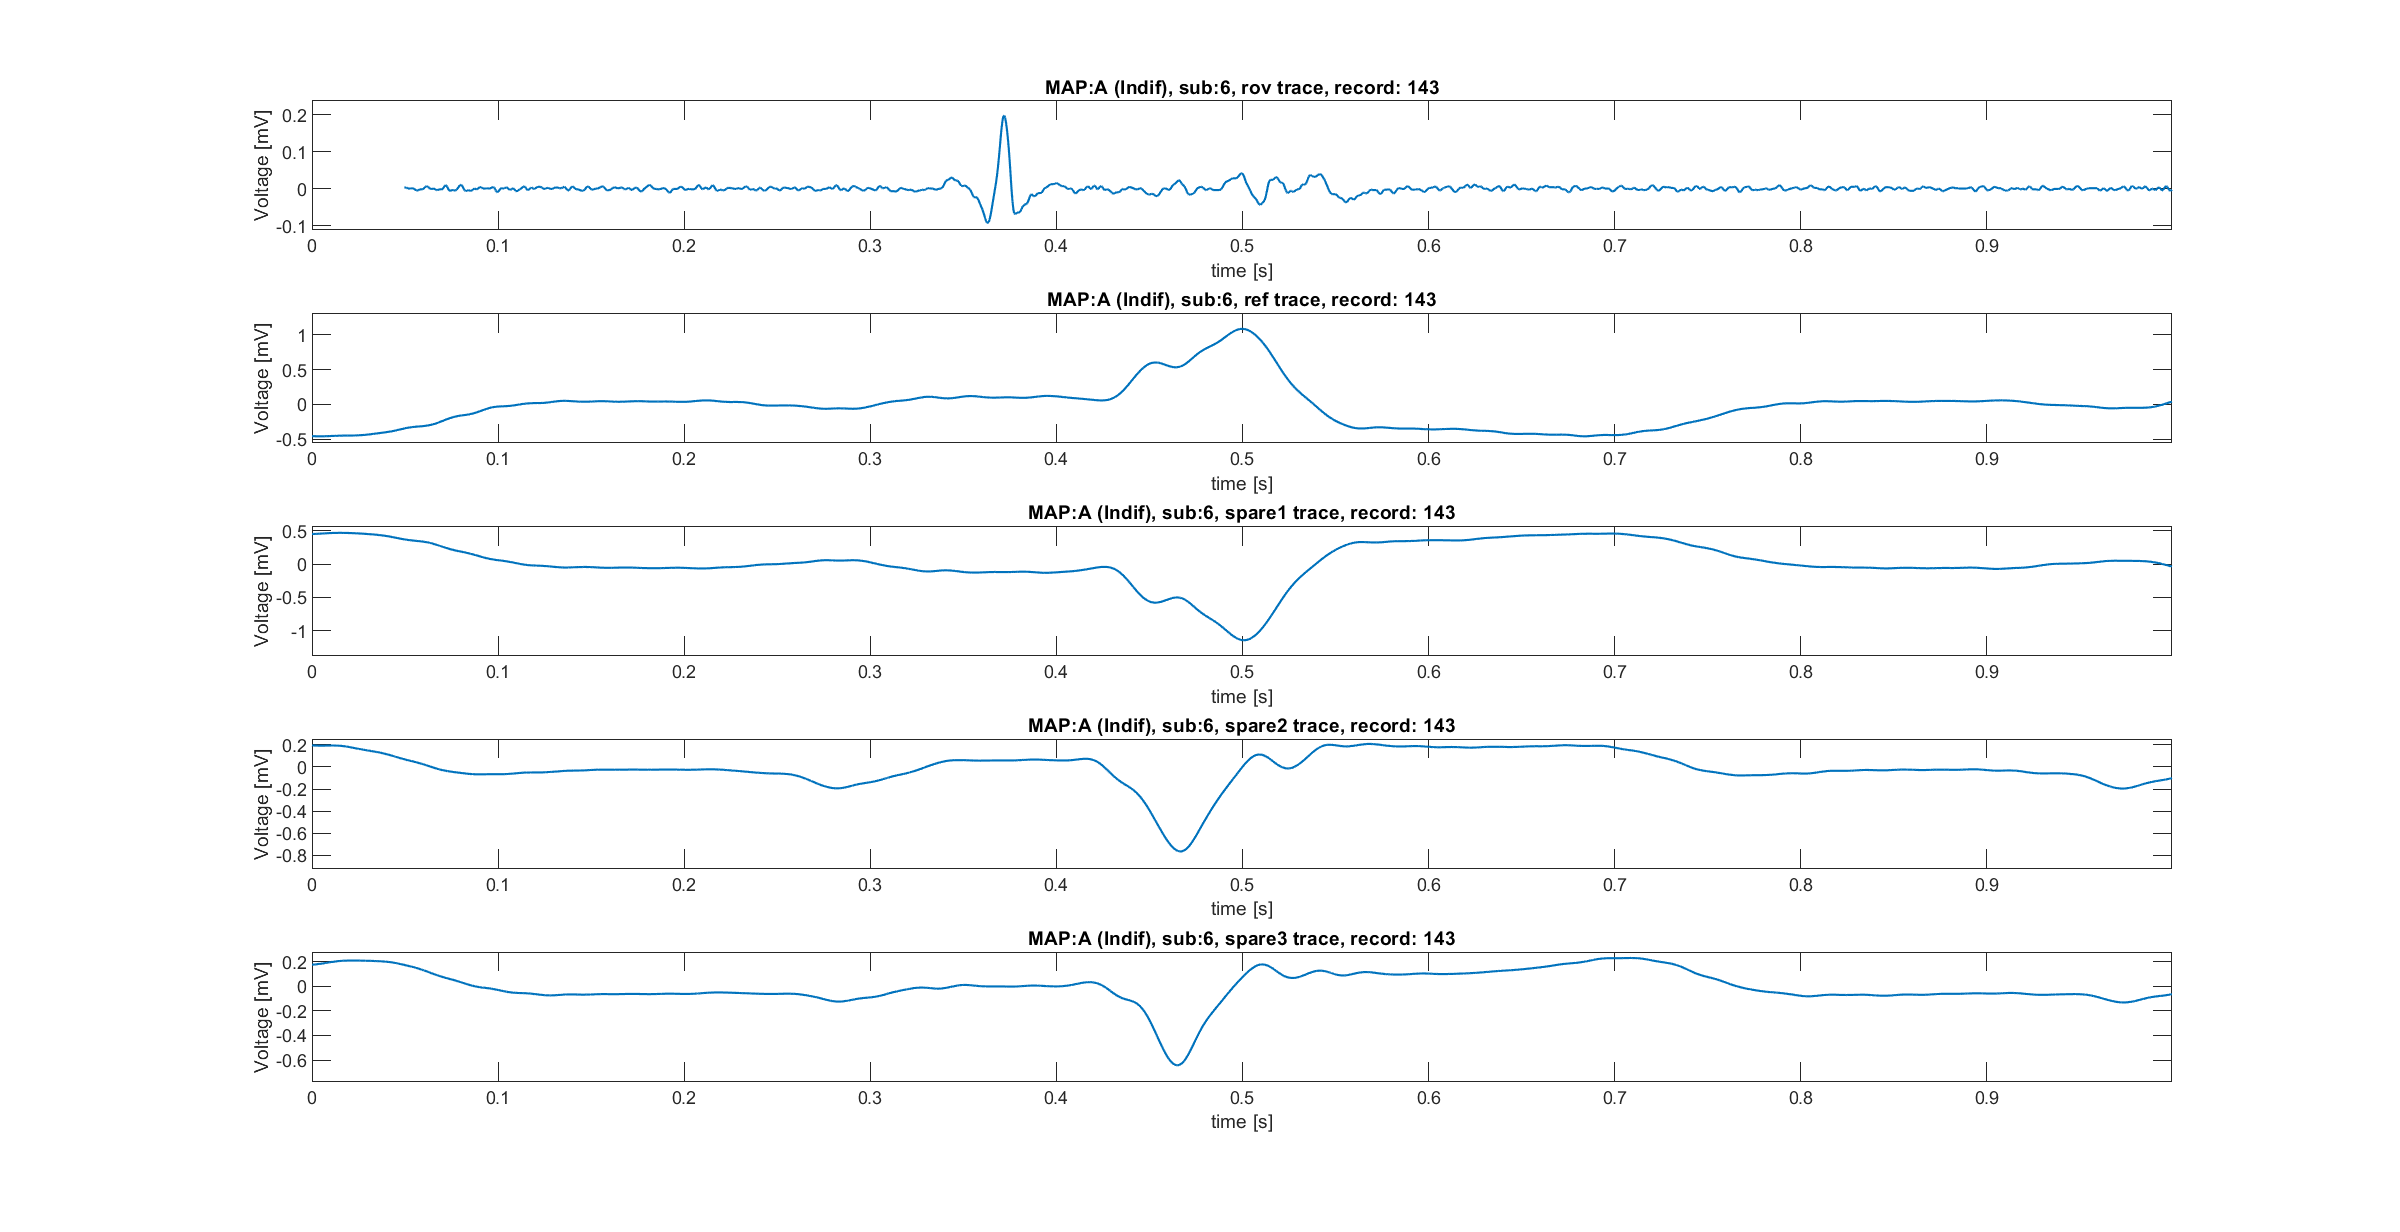 MAP:A (Indif), sub:6, rov trace, record: 143
Voltage [mV]
0.2
0.1
0
-0.1
0 0.1 0.2 0.3 0.4 0.5 0.6 0.7 0.8 0.9
time [s]
MAP:A (Indif), sub:6, ref trace, record: 143
Voltage [mV]
1
0.5
0
-0.5
0 0.1 0.2 0.3 0.4 0.5 0.6 0.7 0.8 0.9
time [s]
MAP:A (Indif), sub:6, spare1 trace, record: 143
Voltage [mV]
0.5
0
-0.5
-1
0 0.1 0.2 0.3 0.4 0.5 0.6 0.7 0.8 0.9
time [s]
MAP:A (Indif), sub:6, spare2 trace, record: 143
Voltage [mV]
0.2
0
-0.2
-0.4
-0.6
-0.8
0 0.1 0.2 0.3 0.4 0.5 0.6 0.7 0.8 0.9
time [s]
MAP:A (Indif), sub:6, spare3 trace, record: 143
Voltage [mV]
0.2
0
-0.2
-0.4
-0.6
0 0.1 0.2 0.3 0.4 0.5 0.6 0.7 0.8 0.9
time [s]